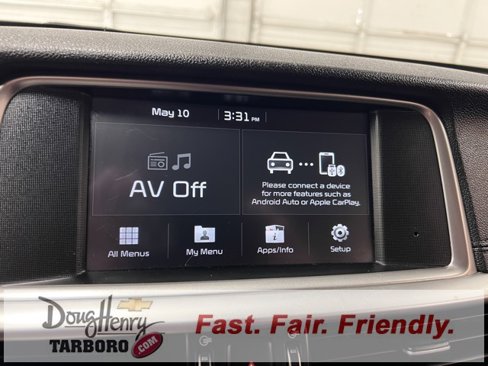 May 10
3:31 PM
AV Off
Please connect a device
for more features such as
Android Auto or Apple CarPlay.
All Menus
My Menu
Apps/Info
Setup
Doug Henry
TARBORO.COM
Fast. Fair. Friendly.